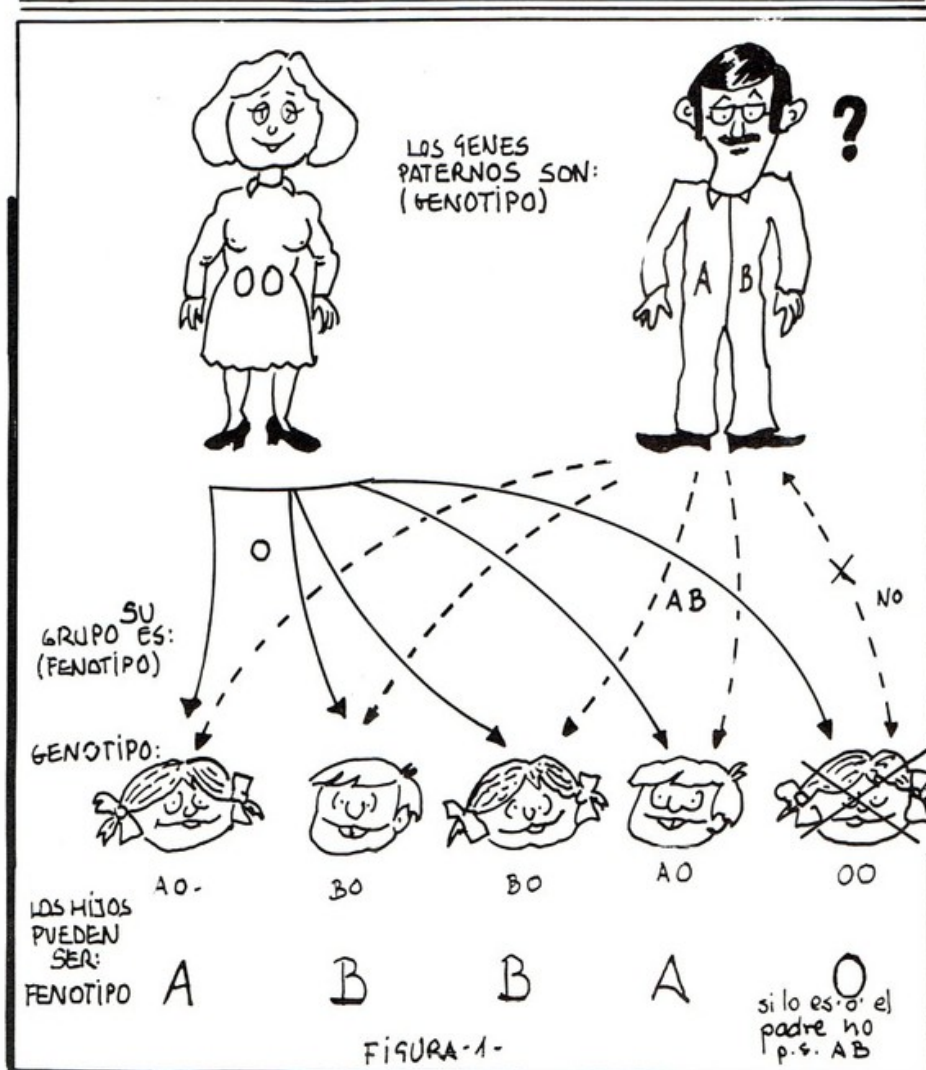 LOS GENES
PATERNOS SON:
(GENOTIPO)
?
OO
A B
O
AB
NO
SU
GRUPO ES:
(FENOTIPO)
GENOTIPO:
AO-
BO
BO
AO
OO
LOS HIJOS
PUEDEN
SER:
FENOTIPO
A
B
B
A
O
si lo es·o· el
padre no
p.e. AB
FIGURA-1-